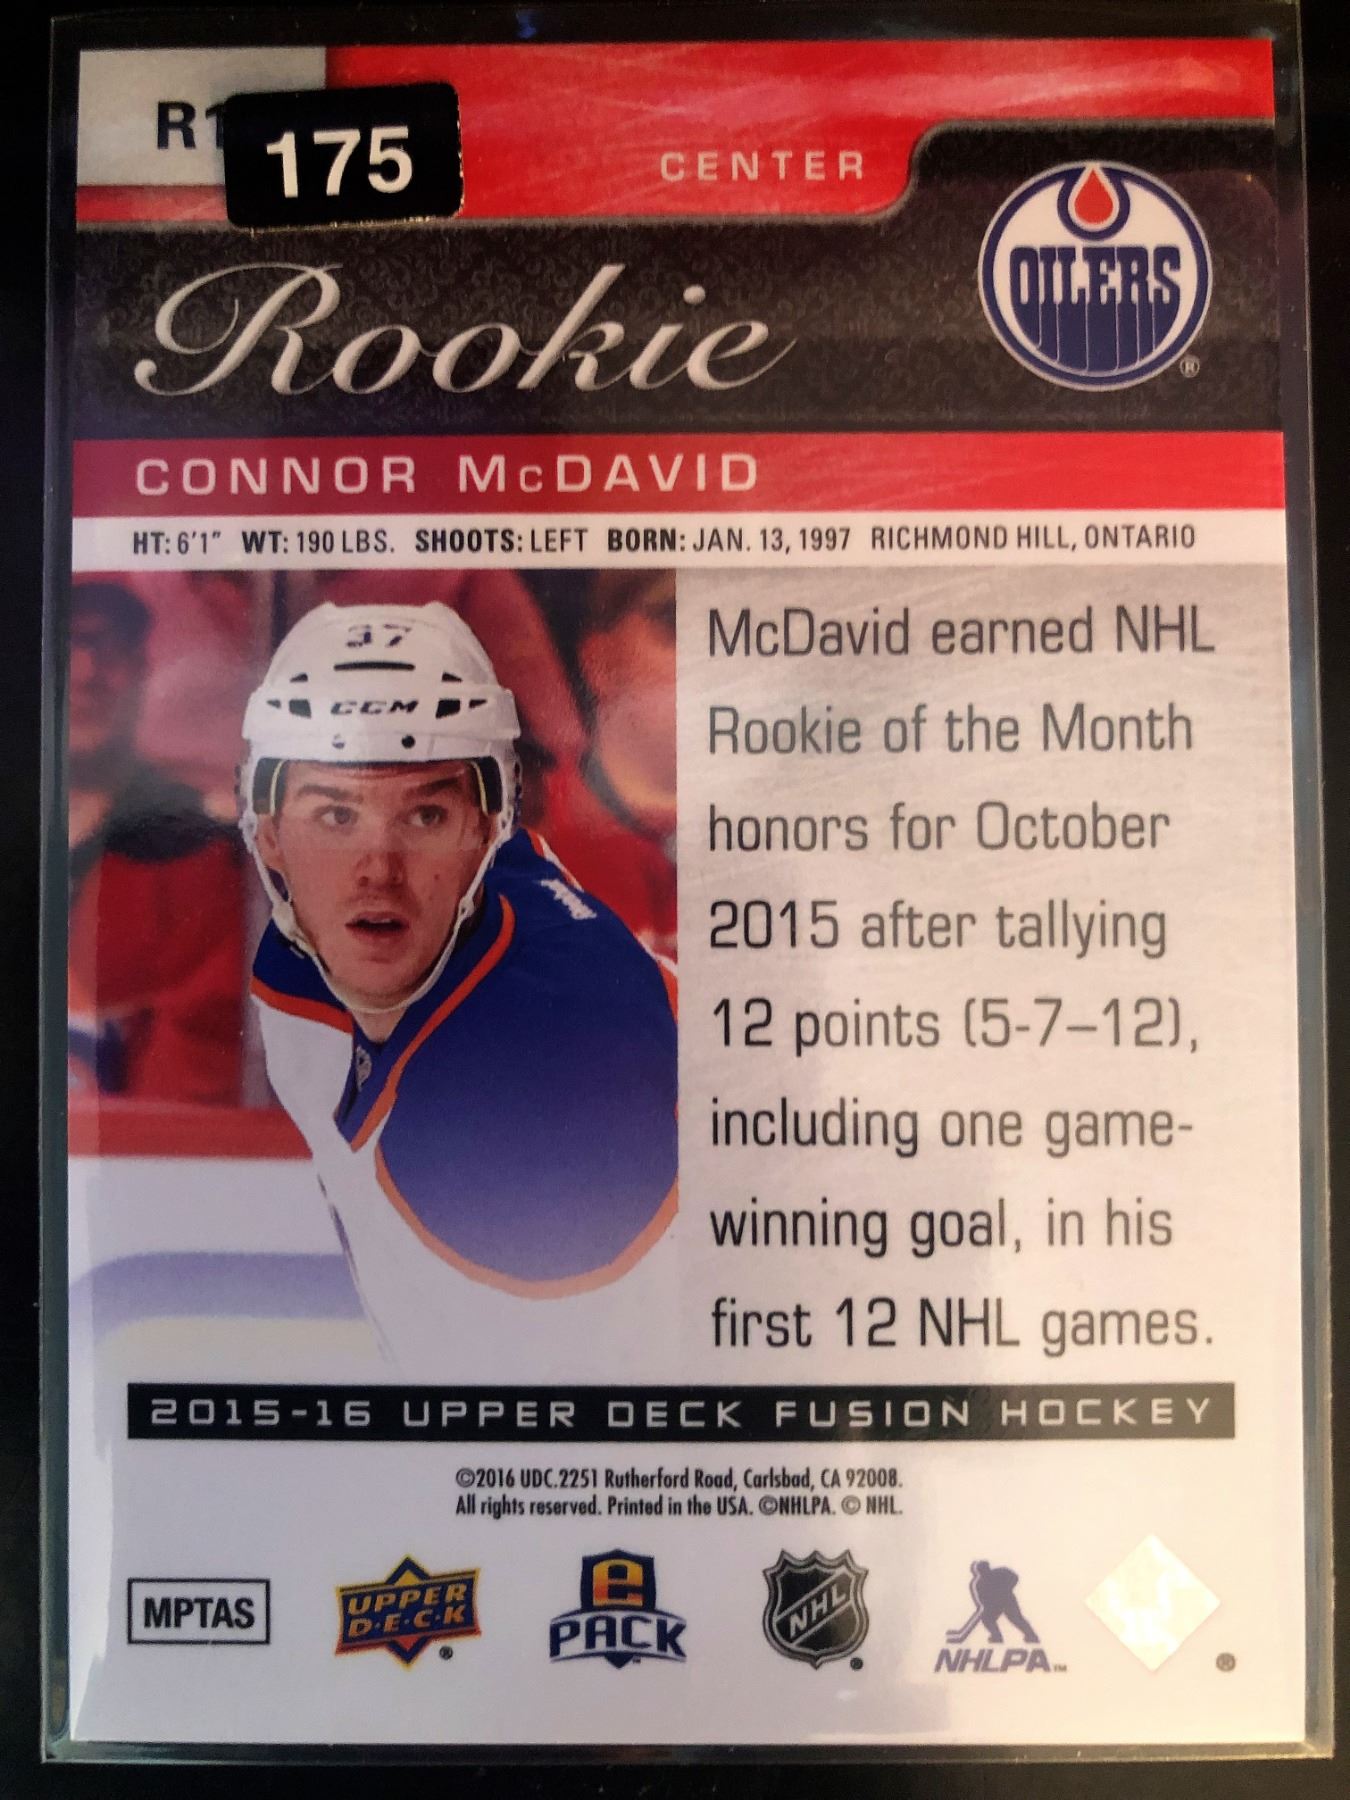 R1
175
CENTER
OILERS
®
Rookie
CONNOR McDAVID
HT: 6'1" WT: 190 LBS. SHOOTS: LEFT BORN: JAN. 13, 1997 RICHMOND HILL, ONTARIO
37
CCM
McDavid earned NHL
Rookie of the Month
honors for October
2015 after tallying
12 points (5-7–12),
including one game-
winning goal, in his
first 12 NHL games.
2015-16 UPPER DECK FUSION HOCKEY
©2016 UDC.2251 Rutherford Road, Carlsbad, CA 92008.
All rights reserved. Printed in the USA. ©NHLPA. © NHL.
MPTAS
UPPER
D·E·C·K
®
e
PACK
™
NHL
®
NHLPA™
®